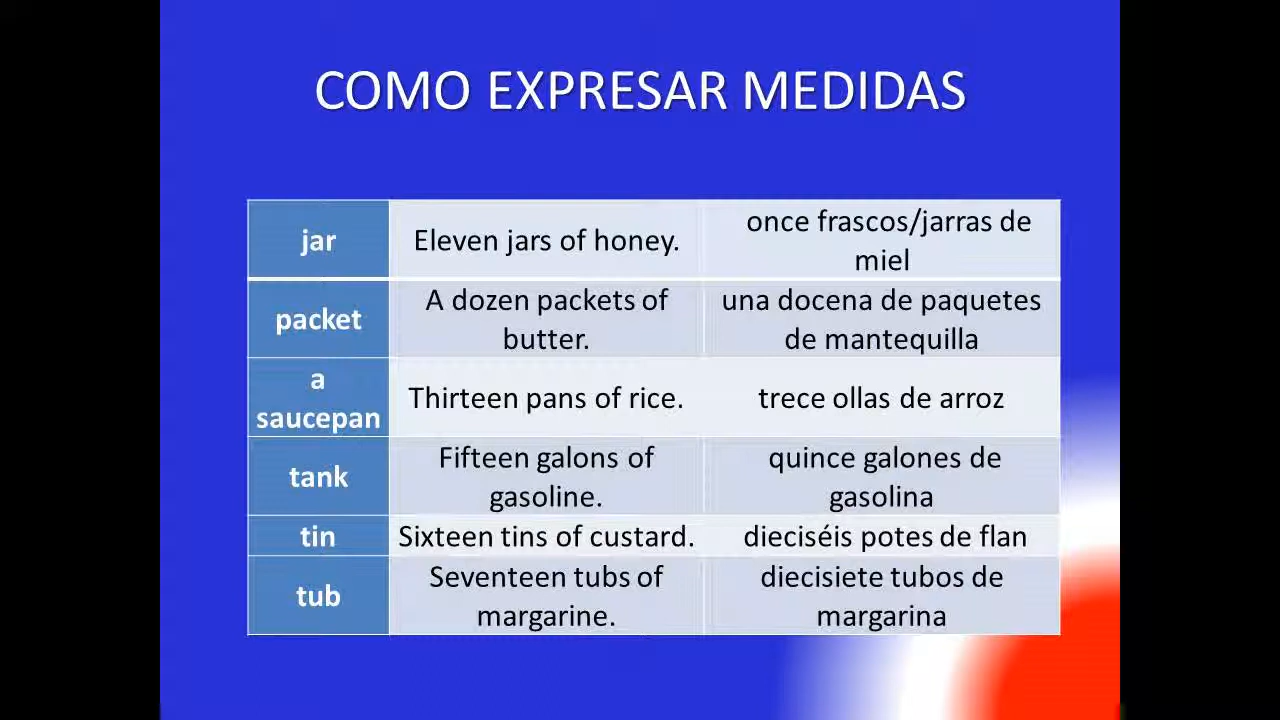 COMO EXPRESAR MEDIDAS
jar
Eleven jars of honey.
once frascos/jarras de
miel
packet
A dozen packets of
butter.
una docena de paquetes
de mantequilla
a
saucepan
Thirteen pans of rice.
trece ollas de arroz
tank
Fifteen galons of
gasoline.
quince galones de
gasolina
tin
Sixteen tins of custard.
dieciséis potes de flan
tub
Seventeen tubs of
margarine.
diecisiete tubos de
margarina